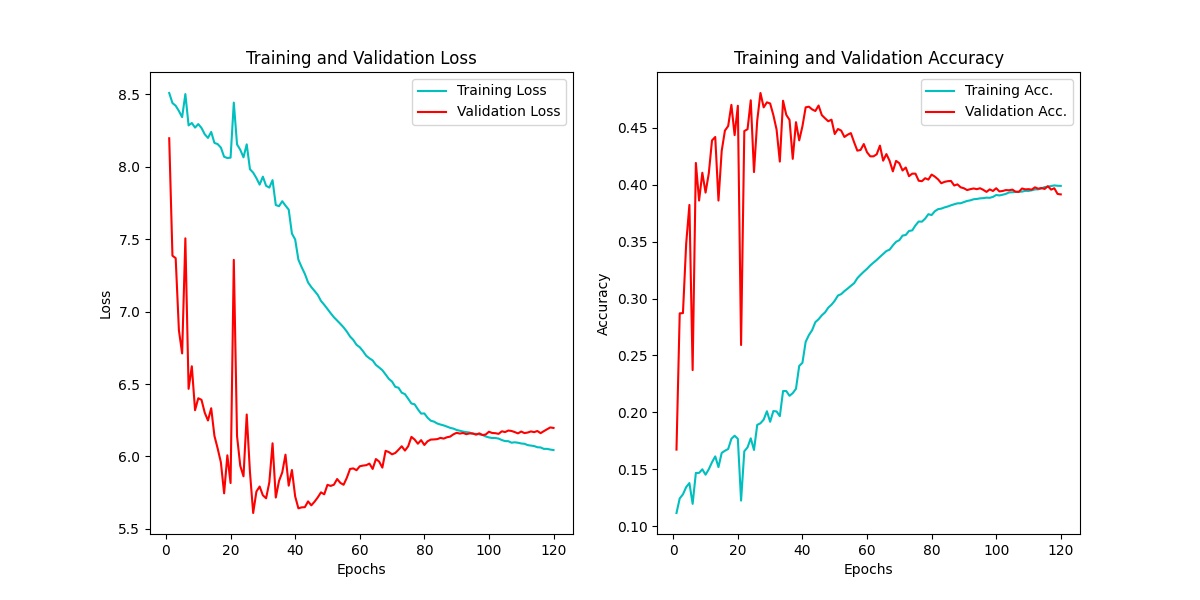 Training and Validation Loss
Training Loss
Validation Loss
8.5
8.0
7.5
7.0
6.5
6.0
5.5
Loss
0 20 40 60 80 100 120
Epochs
Training and Validation Accuracy
Training Acc.
Validation Acc.
0.45
0.40
0.35
0.30
0.25
0.20
0.15
0.10
Accuracy
0 20 40 60 80 100 120
Epochs